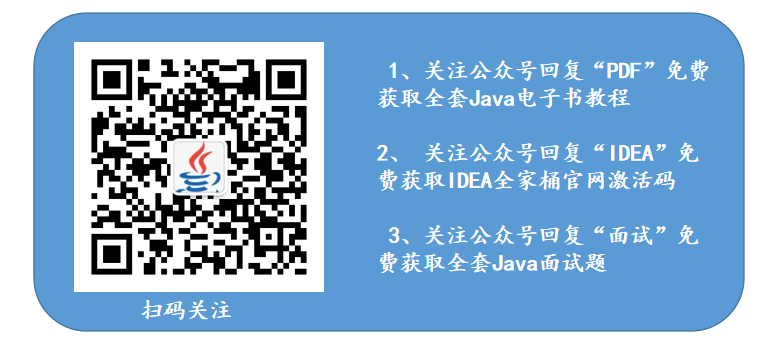 1、关注公众号回复“PDF”免费
获取全套Java电子书教程
2、 关注公众号回复“IDEA”免
费获取IDEA全家桶官网激活码
3、关注公众号回复“面试”免
费获取全套Java面试题
扫码关注